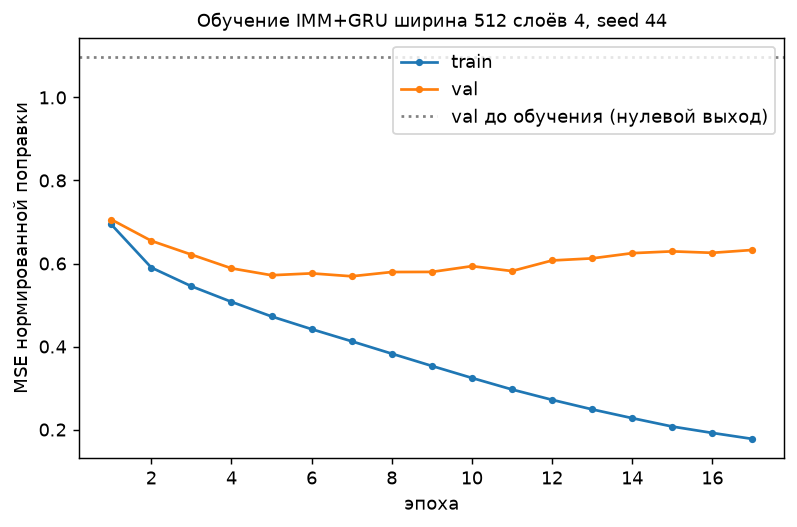 Обучение IMM+GRU ширина 512 слоёв 4, seed 44
train
val
val до обучения (нулевой выход)
MSE нормированной поправки
1.0
0.8
0.6
0.4
0.2
2 4 6 8 10 12 14 16
эпоха